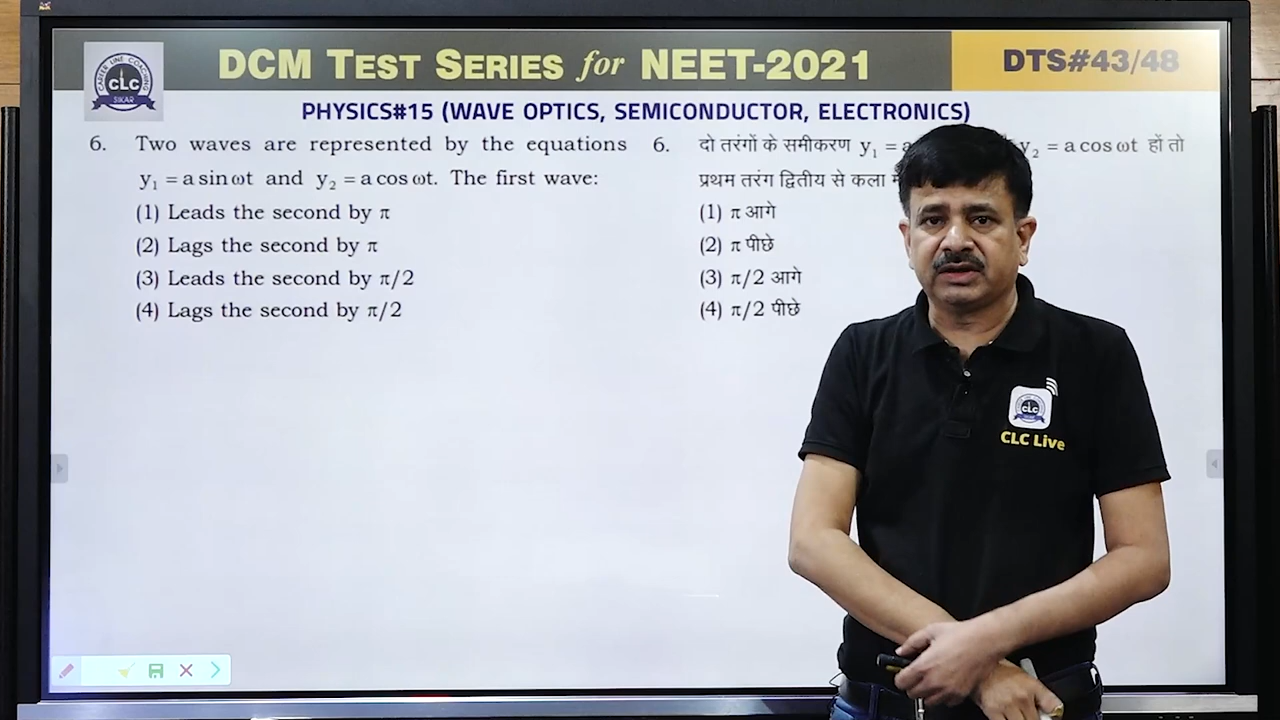 DCM TEST SERIES for NEET-2021
DTS#43/48
CAREER LINE COACHING
CLC
SIKAR
PHYSICS#15 (WAVE OPTICS, SEMICONDUCTOR, ELECTRONICS)
6. Two waves are represented by the equations
y₁ = a sin ωt and y₂ = a cos ωt. The first wave:
(1) Leads the second by π
(2) Lags the second by π
(3) Leads the second by π/2
(4) Lags the second by π/2
6. दो तरंगों के समीकरण y₁ = a y₂ = a cos ωt हों तो
प्रथम तरंग द्वितीय से कला
(1) π आगे
(2) π पीछे
(3) π/2 आगे
(4) π/2 पीछे
CLC
CLC Live